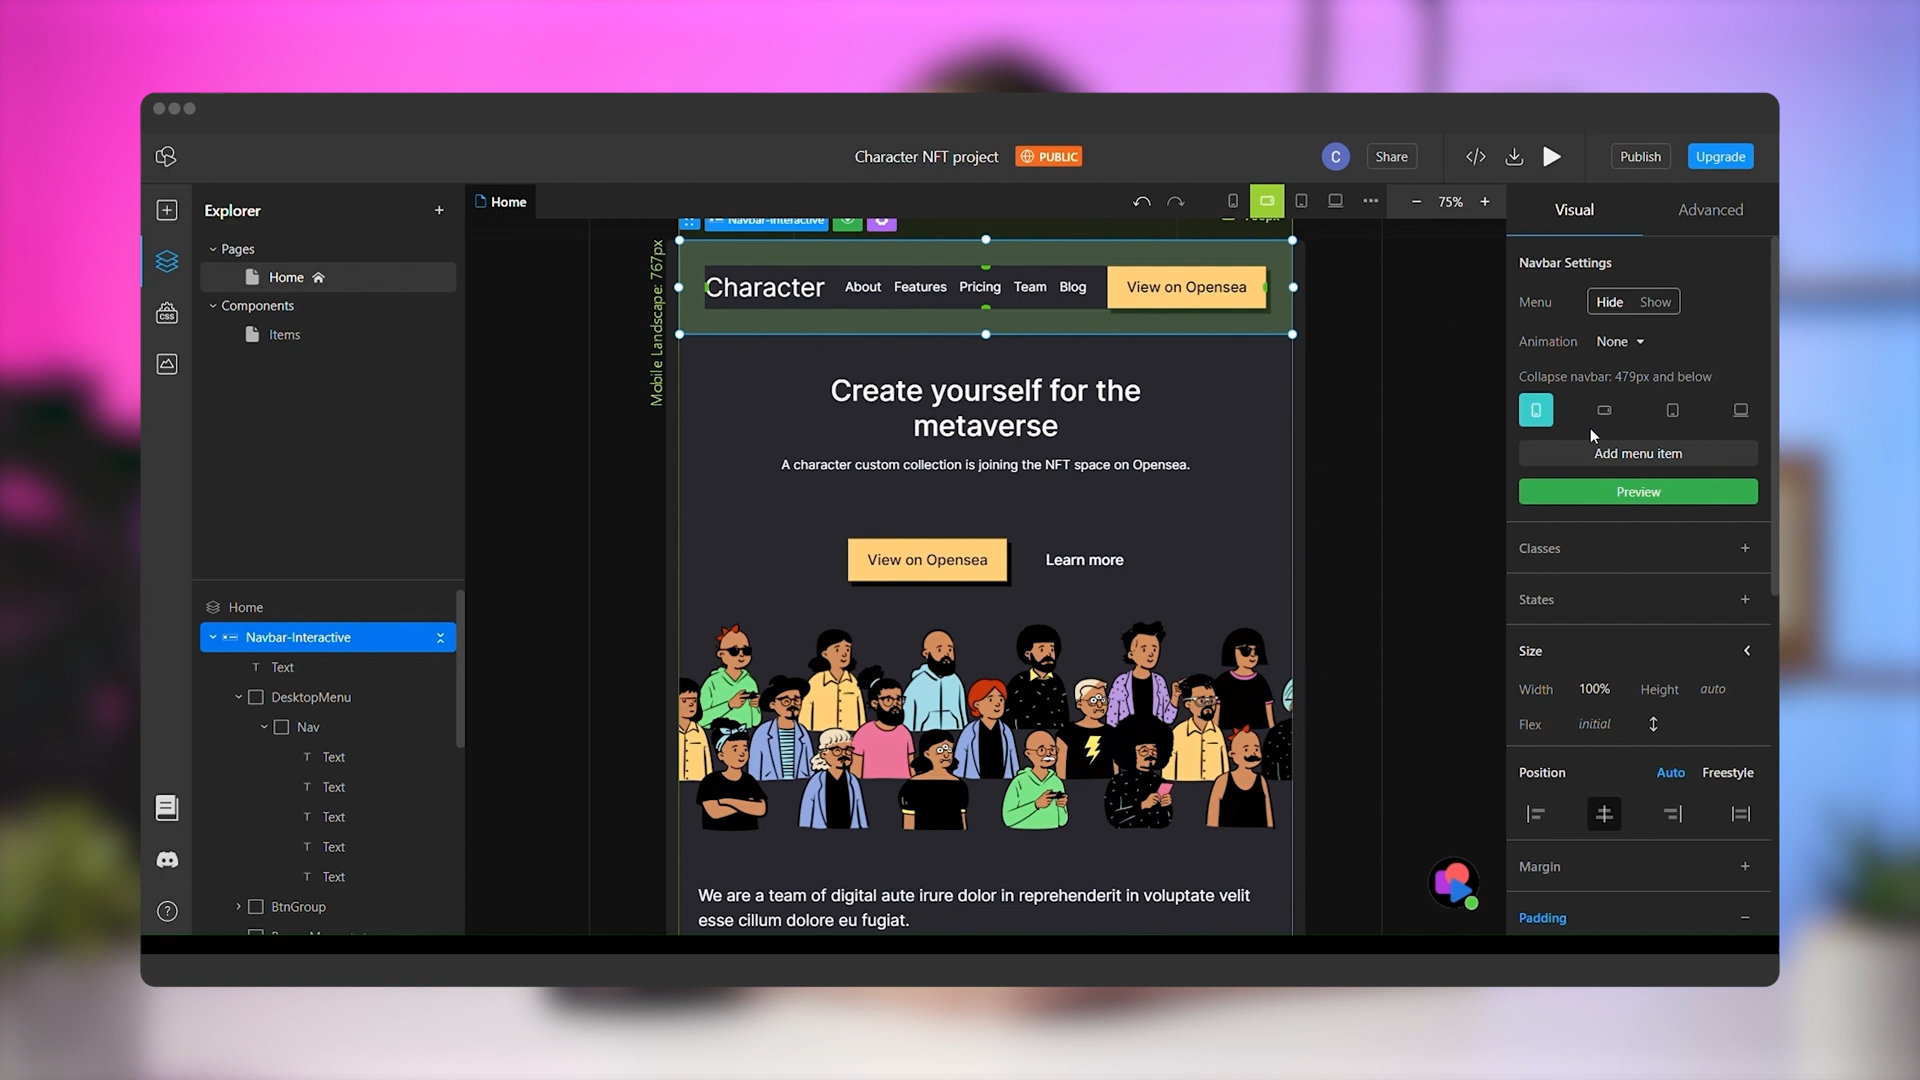 Character NFT project
PUBLIC
C
Share
</>
Publish
Upgrade
Explorer
Home
75%
Visual
Advanced
Pages
Home
Components
Items
Navbar-Interactive
Mobile Landscape: 767px
Character
About
Features
Pricing
Team
Blog
View on Opensea
Create yourself for the
metaverse
A character custom collection is joining the NFT space on Opensea.
View on Opensea
Learn more
We are a team of digital aute irure dolor in reprehenderit in voluptate velit
esse cillum dolore eu fugiat.
Home
Navbar-Interactive
T Text
DesktopMenu
Nav
T Text
T Text
T Text
T Text
T Text
BtnGroup
CSS
Navbar Settings
Menu Hide Show
Animation None
Collapse navbar: 479px and below
Add menu item
Preview
Classes
States
Size
Width 100% Height auto
Flex initial
Position Auto Freestyle
Margin
Padding